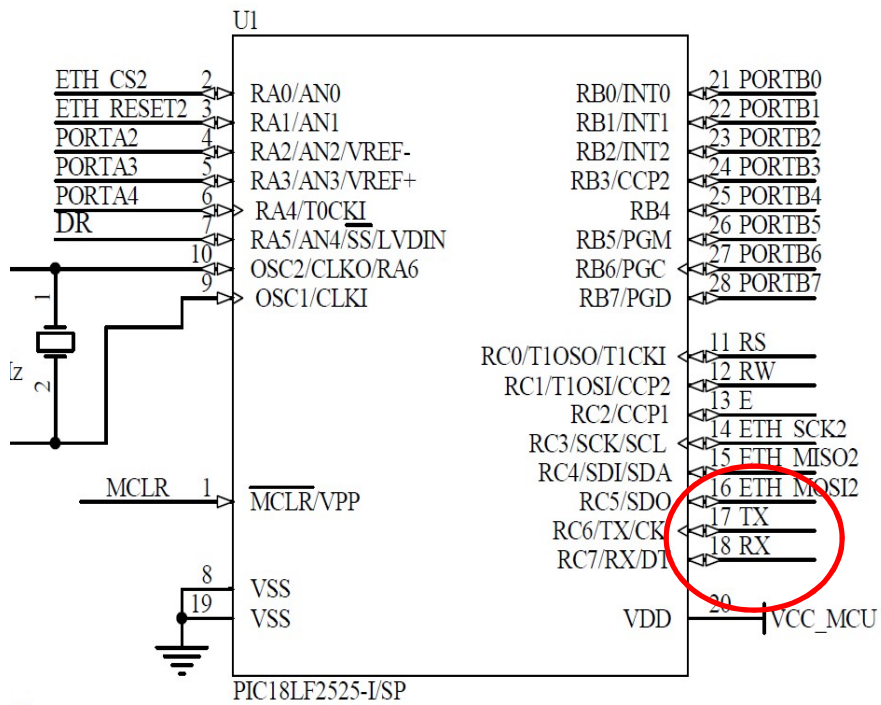 U1
ETH_CS2 2 RA0/AN0
ETH_RESET2 3 RA1/AN1
PORTA2 4 RA2/AN2/VREF-
PORTA3 5 RA3/AN3/VREF+
PORTA4 6 RA4/T0CKI
DR 7 RA5/AN4/SS/LVDIN
10 OSC2/CLKO/RA6
9 OSC1/CLKI
1
Hz
2
MCLR 1 MCLR/VPP
8 VSS
19 VSS
RB0/INT0 21 PORTB0
RB1/INT1 22 PORTB1
RB2/INT2 23 PORTB2
RB3/CCP2 24 PORTB3
RB4 25 PORTB4
RB5/PGM 26 PORTB5
RB6/PGC 27 PORTB6
RB7/PGD 28 PORTB7
RC0/T1OSO/T1CKI 11 RS
RC1/T1OSI/CCP2 12 RW
RC2/CCP1 13 E
RC3/SCK/SCL 14 ETH_SCK2
RC4/SDI/SDA 15 ETH_MISO2
RC5/SDO 16 ETH_MOSI2
RC6/TX/CK 17 TX
RC7/RX/DT 18 RX
VDD 20 VCC_MCU
PIC18LF2525-I/SP